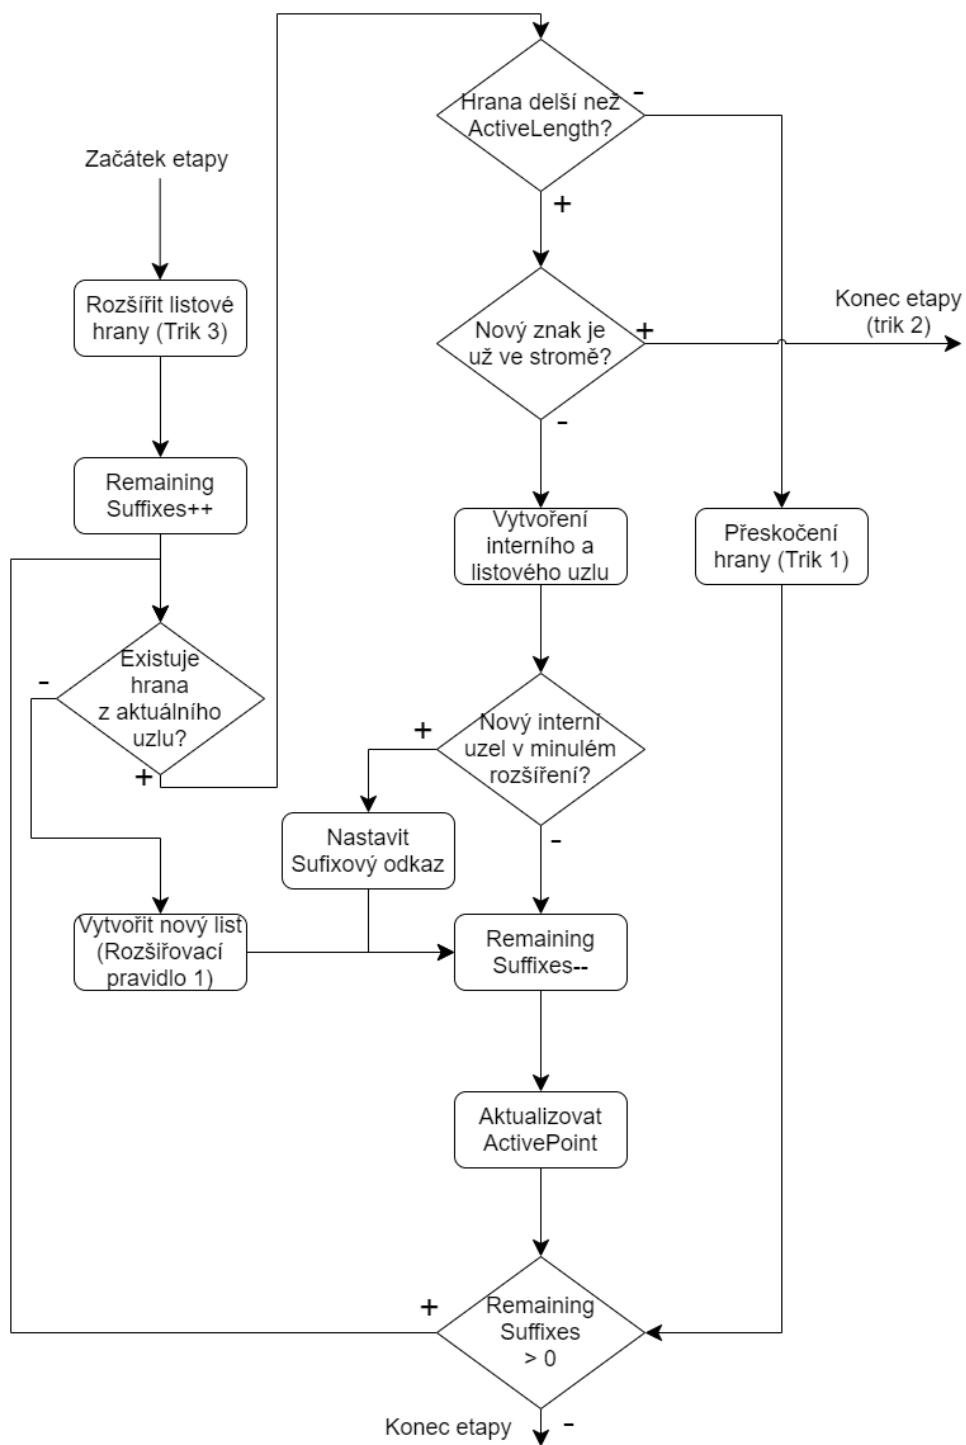 Začátek etapy
Rozšířit listové
hrany (Trik 3)
Remaining
Suffixes++
Existuje
hrana
z aktuálního
uzlu?
-
+
Vytvořit nový list
(Rozšiřovací
pravidlo 1)
Hrana delší než
ActiveLength?
-
+
Nový znak je
už ve stromě?
+
-
Konec etapy
(trik 2)
Vytvoření
interního a
listového uzlu
Přeskočení
hrany (Trik 1)
Nový interní
uzel v minulém
rozšíření?
+
-
Nastavit
Sufixový odkaz
Remaining
Suffixes--
Aktualizovat
ActivePoint
Remaining
Suffixes
> 0
+
-
Konec etapy